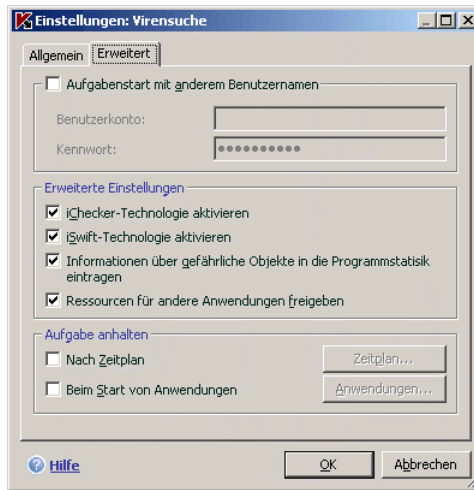 Einstellungen: Virensuche
Allgemein Erweitert
Aufgabenstart mit anderem Benutzernamen
Benutzerkonto:
Kennwort:
Erweiterte Einstellungen
iChecker-Technologie aktivieren
iSwift-Technologie aktivieren
Informationen über gefährliche Objekte in die Programmstatisik
eintragen
Ressourcen für andere Anwendungen freigeben
Aufgabe anhalten
Nach Zeitplan Zeitplan...
Beim Start von Anwendungen Anwendungen...
Hilfe OK Abbrechen